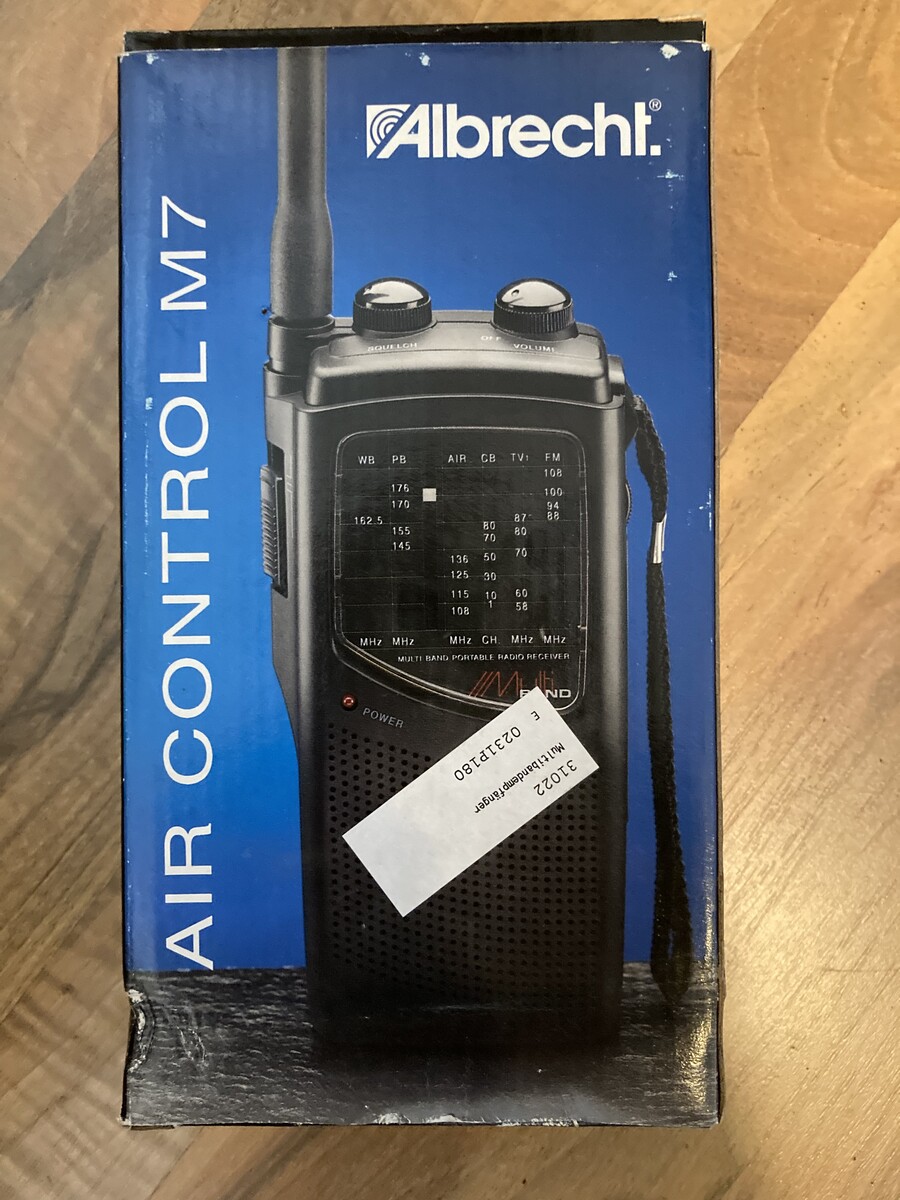 Albrecht®
AIR CONTROL M7
SQUELCH
OFF VOLUME
WB PB AIR CB TV1 FM
108
176 100
170 94
162.5 87 88
155 80 80
145 70
136 50 70
125 30
115 10 60
108 1 58
MHz MHz MHz CH. MHz MHz
MULTI BAND PORTABLE RADIO RECEIVER
Multi
BAND
POWER
31022
Multibandempfänger
E 0231P180